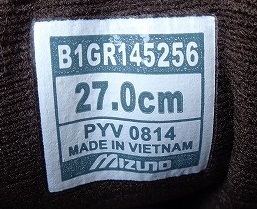 B1GR145256
27.0cm
PYV 0814
MADE IN VIETNAM
MIZUNO